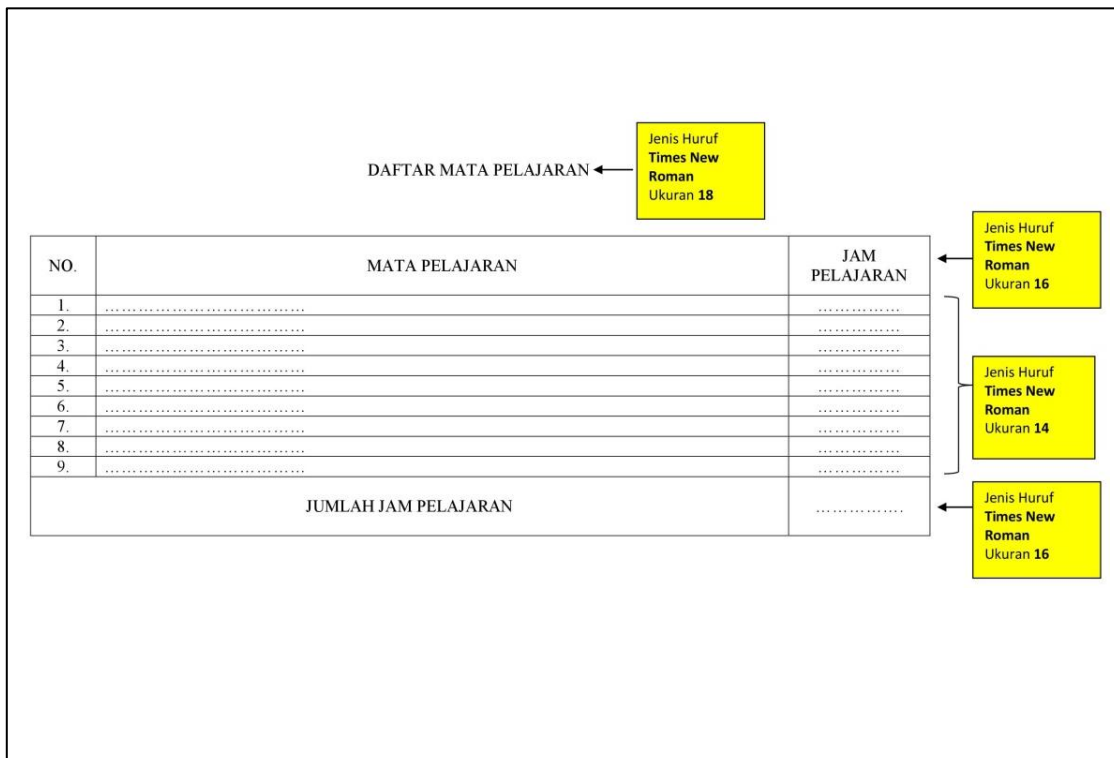 Jenis Huruf
Times New
Roman
Ukuran 18
DAFTAR MATA PELAJARAN
Jenis Huruf
Times New
Roman
Ukuran 16
NO. MATA PELAJARAN JAM
PELAJARAN
1. ……………………………… ……………
2. ……………………………… ……………
3. ……………………………… ……………
4. ……………………………… ……………
5. ……………………………… ……………
6. ……………………………… ……………
7. ……………………………… ……………
8. ……………………………… ……………
9. ……………………………… ……………
Jenis Huruf
Times New
Roman
Ukuran 14
JUMLAH JAM PELAJARAN …………….
Jenis Huruf
Times New
Roman
Ukuran 16